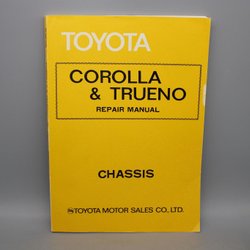 TOYOTA
COROLLA
& TRUENO
REPAIR MANUAL
CHASSIS
TOYOTA MOTOR SALES CO., LTD.